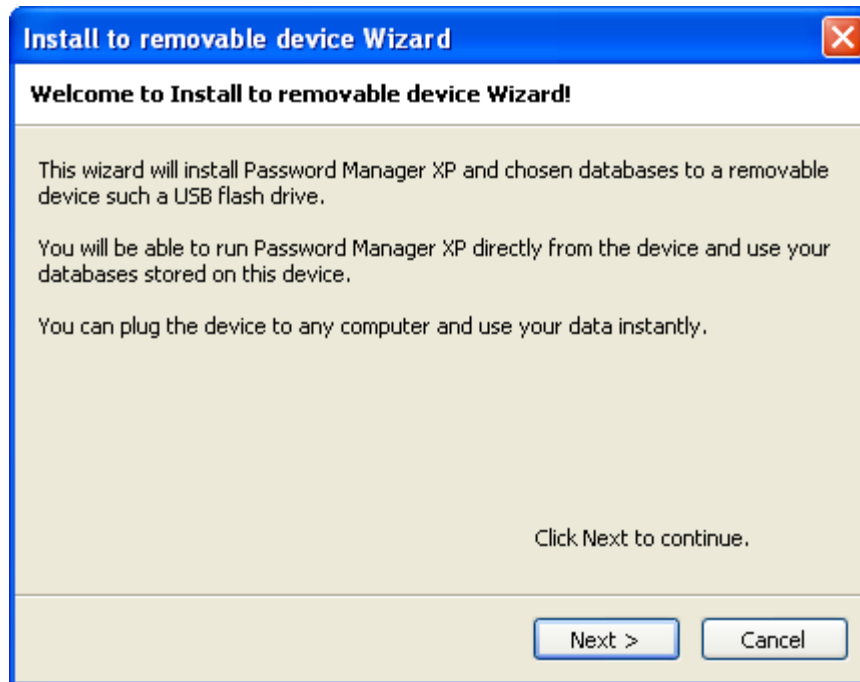 Install to removable device Wizard
Welcome to Install to removable device Wizard!
This wizard will install Password Manager XP and chosen databases to a removable
device such a USB flash drive.
You will be able to run Password Manager XP directly from the device and use your
databases stored on this device.
You can plug the device to any computer and use your data instantly.
Click Next to continue.
Next >
Cancel